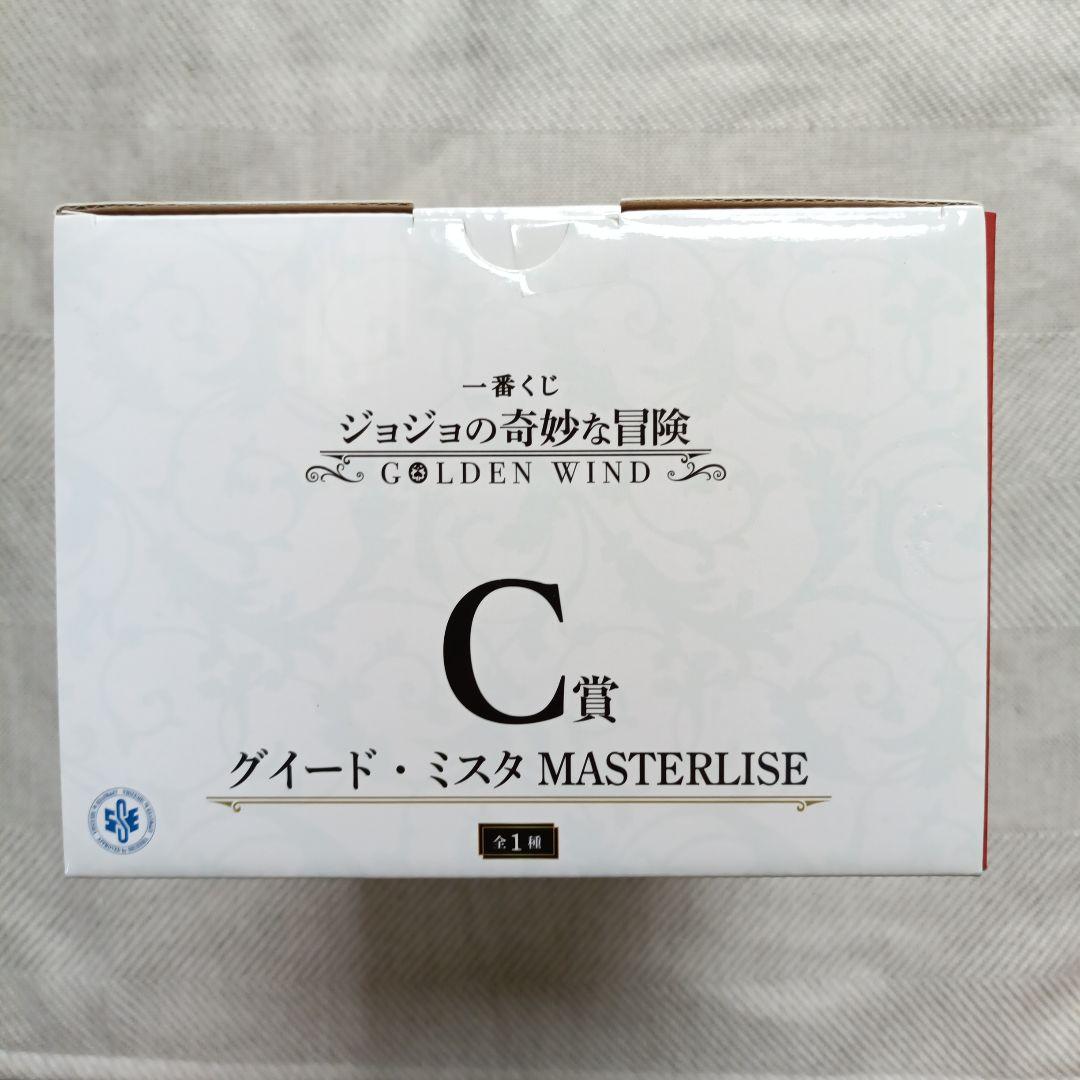 一番くじ
ジョジョの奇妙な冒険
GOLDEN WIND
C賞
グイード・ミスタ MASTERLISE
全1種